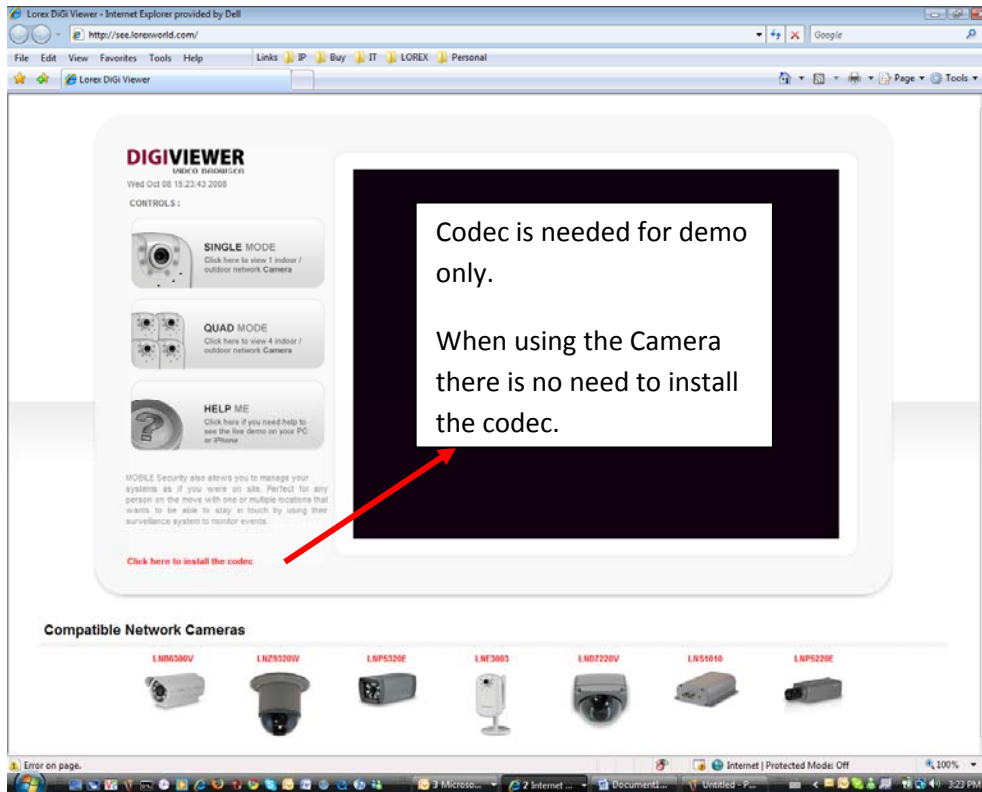 Lorex DiGi Viewer - Internet Explorer provided by Dell
http://see.lorexworld.com/
Google
File Edit View Favorites Tools Help Links IP Buy IT LOREX Personal
Lorex DiGi Viewer
Page Tools
DIGIVIEWER
VIDEO BROWSER
Wed Oct 08 15:23:43 2008
CONTROLS :
SINGLE MODE
Click here to view 1 indoor /
outdoor network Camera
QUAD MODE
Click here to view 4 indoor /
outdoor network Camera
HELP ME
Click here if you need help to
see the live demo on your PC
or iPhone
MOBILE Security also allows you to manage your
systems as if you were on site. Perfect for any
person on the move with one or multiple locations that
wants to be able to stay in touch by using their
surveillance system to monitor events.
Click here to install the codec
Codec is needed for demo
only.
When using the Camera
there is no need to install
the codec.
Compatible Network Cameras
LNB6300V LNZ9320W LNP5320E LNE3003 LND7220V LNS1010 LNP5220E
Error on page.
Internet | Protected Mode: Off
100%
3 Microso...
2 Internet ...
Document1...
Untitled - P...
3:23 PM